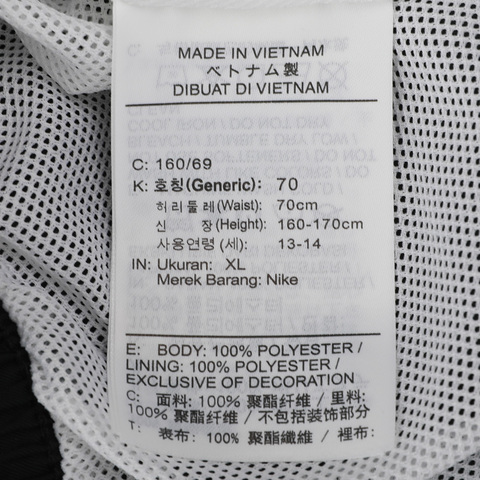 MADE IN VIETNAM
ベトナム製
DIBUAT DI VIETNAM
C: 160/69
K: 호칭(Generic): 70
허리둘레(Waist): 70cm
신 장(Height): 160-170cm
사용연령 (세): 13-14
IN: Ukuran: XL
Merek Barang: Nike
E: BODY: 100% POLYESTER /
LINING: 100% POLYESTER /
EXCLUSIVE OF DECORATION
C: 面料: 100% 聚酯纤维 / 里料:
100% 聚酯纤维 / 不包括装饰部分
T: 表布: 100% 聚酯纖維 / 裡布: